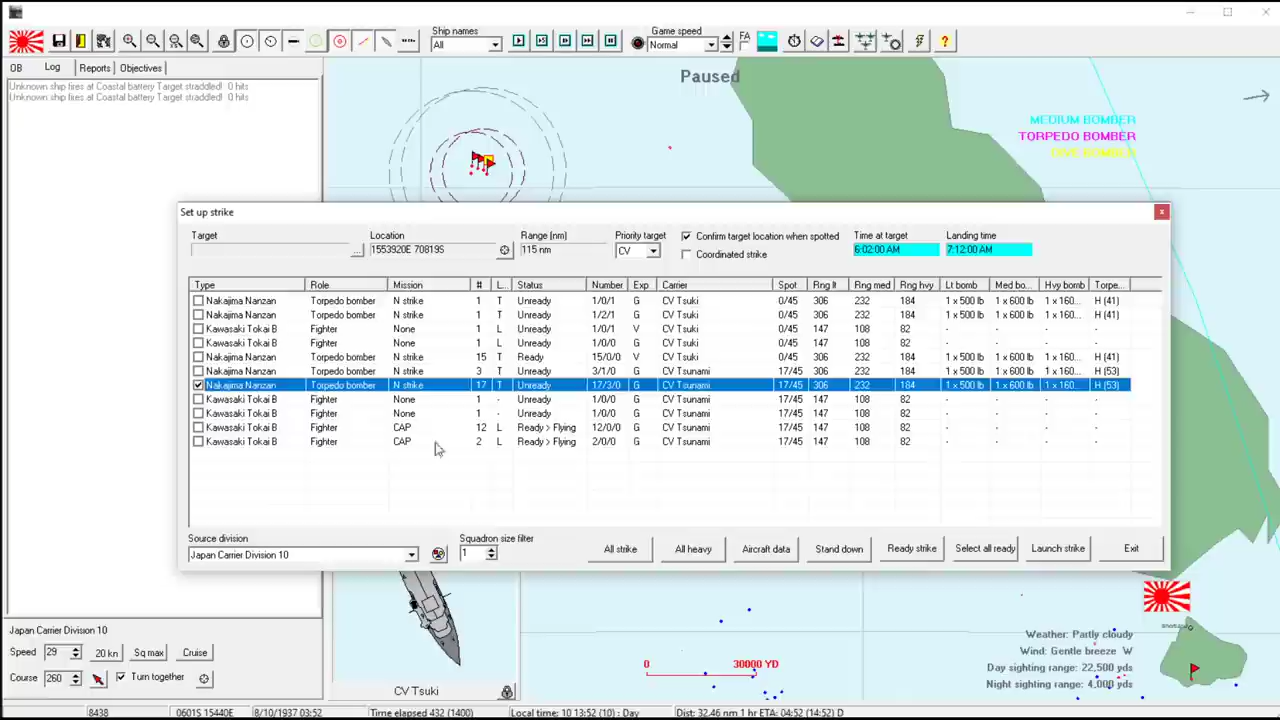 Ship names
All
Game speed
Normal
FA
OB Log Reports Objectives
Unknown ship fires at Coastal battery Target straddled! 0 hits
Unknown ship fires at Coastal battery Target straddled! 0 hits
Paused
MEDIUM BOMBER
TORPEDO BOMBER
DIVE BOMBER
Set up strike
Target Location Range [nm] Priority target Confirm target location when spotted Time at target Landing time
1553920E 70819S 115 nm CV Coordinated strike 6:02:00 AM 7:12:00 AM
Type Role Mission # L... Status Number Exp Carrier Spot Rng lt Rng med Rng hvy Lt bomb Med bo... Hvy bomb Torpe...
Nakajima Nanzan Torpedo bomber N strike 1 T Unready 1/0/1 G CV Tsuki 0/45 306 232 184 1 x 500 lb 1 x 600 lb 1 x 160... H (41)
Nakajima Nanzan Torpedo bomber N strike 1 T Unready 1/2/1 G CV Tsuki 0/45 306 232 184 1 x 500 lb 1 x 600 lb 1 x 160... H (41)
Kawasaki Tokai B Fighter None 1 L Unready 1/0/1 V CV Tsuki 0/45 147 108 82 - - - -
Kawasaki Tokai B Fighter None 1 L Unready 1/0/0 G CV Tsuki 0/45 147 108 82 - - - -
Nakajima Nanzan Torpedo bomber N strike 15 T Ready 15/0/0 V CV Tsuki 0/45 306 232 184 1 x 500 lb 1 x 600 lb 1 x 160... H (41)
Nakajima Nanzan Torpedo bomber N strike 3 T Unready 3/1/0 G CV Tsunami 17/45 306 232 184 1 x 500 lb 1 x 600 lb 1 x 160... H (53)
Nakajima Nanzan Torpedo bomber N strike 17 T Unready 17/3/0 G CV Tsunami 17/45 306 232 184 1 x 500 lb 1 x 600 lb 1 x 160... H (53)
Kawasaki Tokai B Fighter None 1 - Unready 1/0/0 G CV Tsunami 17/45 147 108 82 - - - -
Kawasaki Tokai B Fighter None 1 - Unready 1/0/0 G CV Tsunami 17/45 147 108 82 - - - -
Kawasaki Tokai B Fighter CAP 12 L Ready > Flying 12/0/0 G CV Tsunami 17/45 147 108 82 - - - -
Kawasaki Tokai B Fighter CAP 2 L Ready > Flying 2/0/0 G CV Tsunami 17/45 147 108 82 - - - -
Source division Squadron size filter
Japan Carrier Division 10 1 All strike All heavy Aircraft data Stand down Ready strike Select all ready Launch strike Exit
Japan Carrier Division 10
Speed 29 20 kn Sq max Cruise
Course 260 Turn together
CV Tsuki
0 30000 YD
Weather: Partly cloudy
Wind: Gentle breeze W
Day sighting range: 22,500 yds
Night sighting range: 4,000 yds
8438 0601S 15440E 8/10/1937 03:52 Time elapsed 432 (1400) Local time: 10 13:52 (10) : Day Dist: 32.46 nm 1 hr ETA: 04:52 (14:52) D